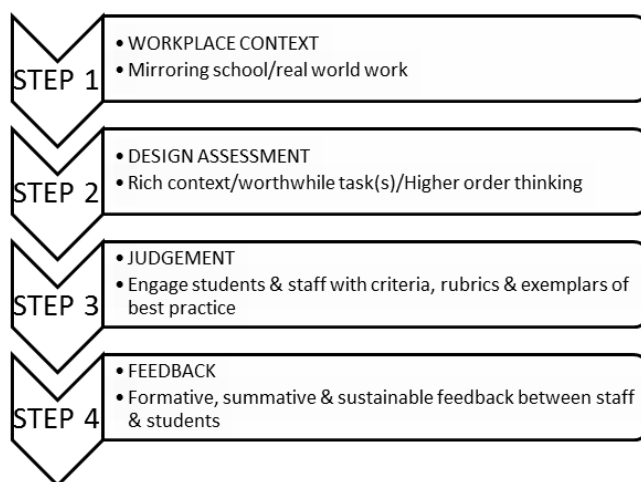 STEP 1
• WORKPLACE CONTEXT
• Mirroring school/real world work
STEP 2
• DESIGN ASSESSMENT
• Rich context/worthwhile task(s)/Higher order thinking
STEP 3
• JUDGEMENT
• Engage students & staff with criteria, rubrics & exemplars of
best practice
STEP 4
• FEEDBACK
• Formative, summative & sustainable feedback between staff
& students